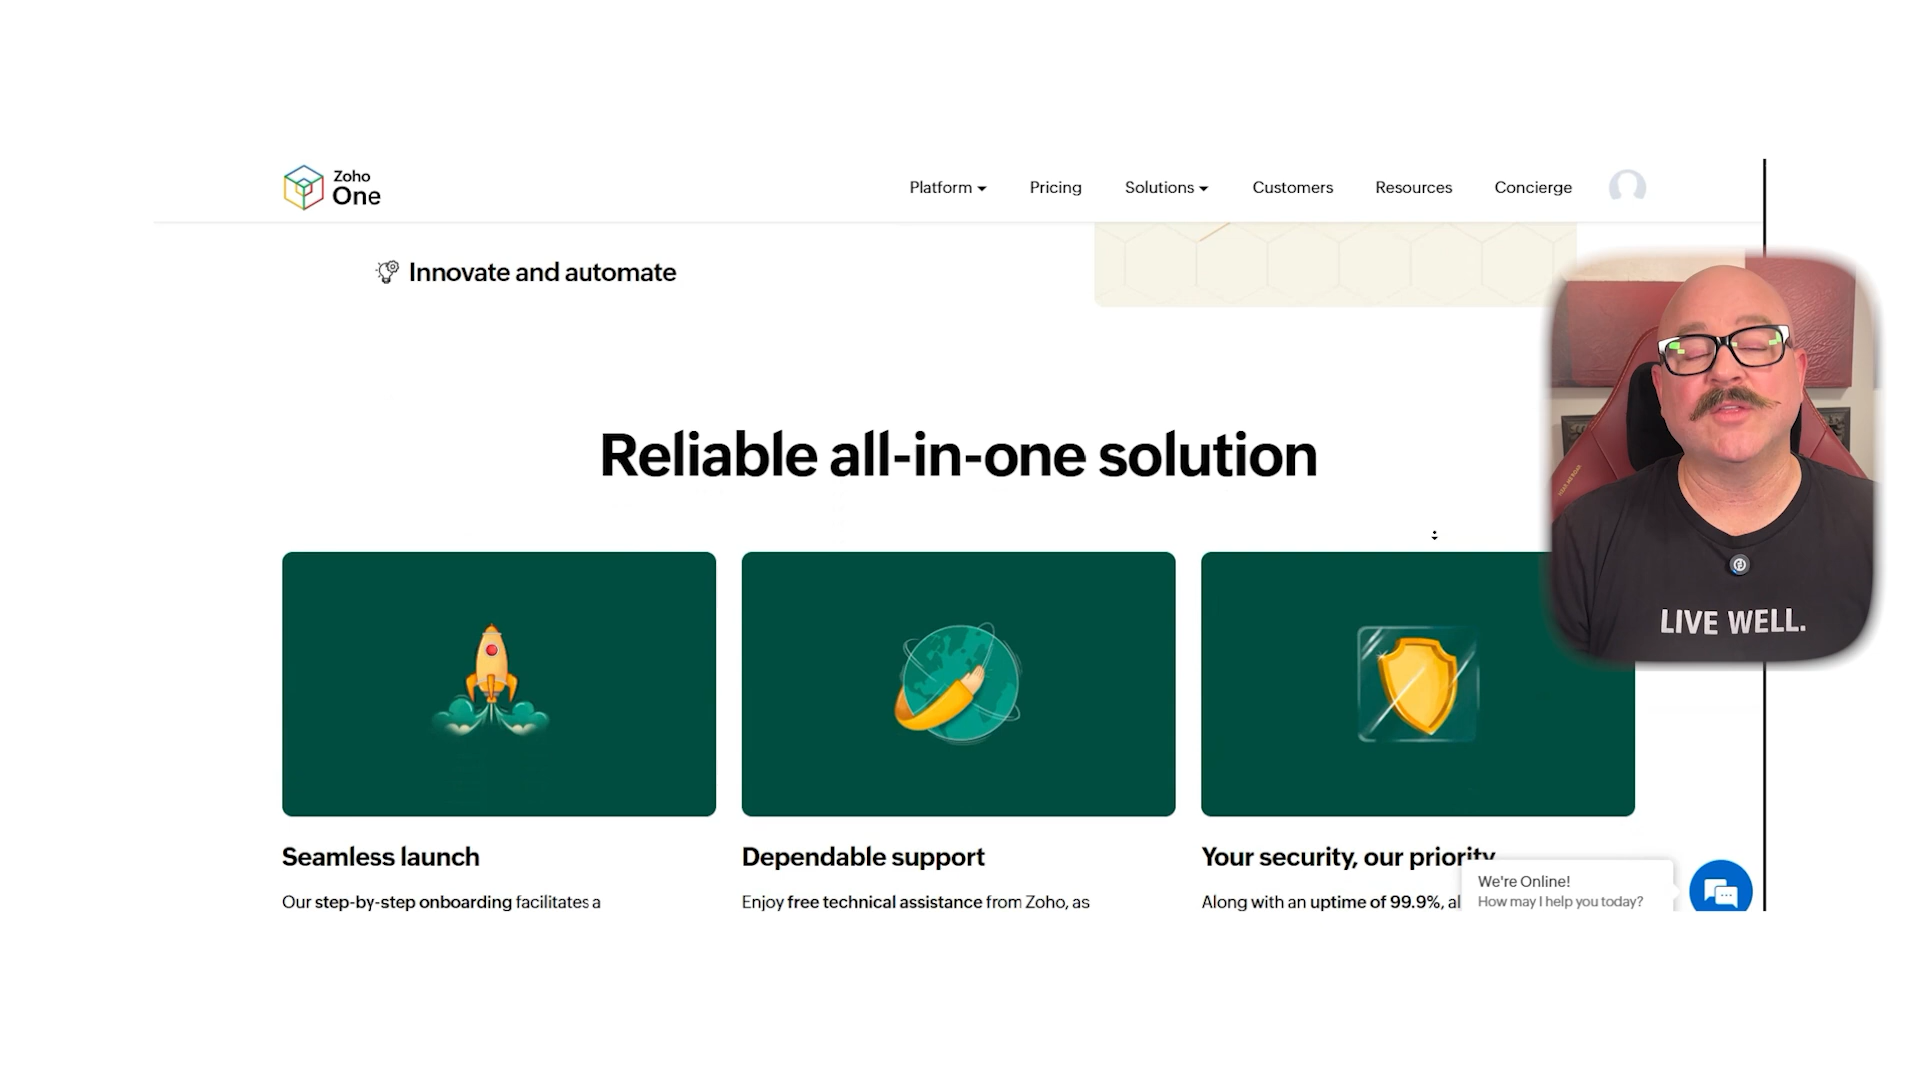 Zoho
One
Platform
Pricing
Solutions
Customers
Resources
Concierge
Innovate and automate
Reliable all-in-one solution
LIVE WELL.
Seamless launch
Dependable support
Your security, our priority
Our step-by-step onboarding facilitates a
Enjoy free technical assistance from Zoho, as
Along with an uptime of 99.9%, al
We're Online!
How may I help you today?